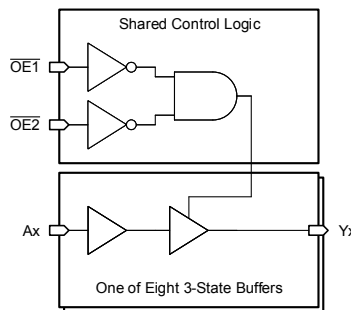 Shared Control Logic
OE1
OE2
Ax
Yx
One of Eight 3-State Buffers